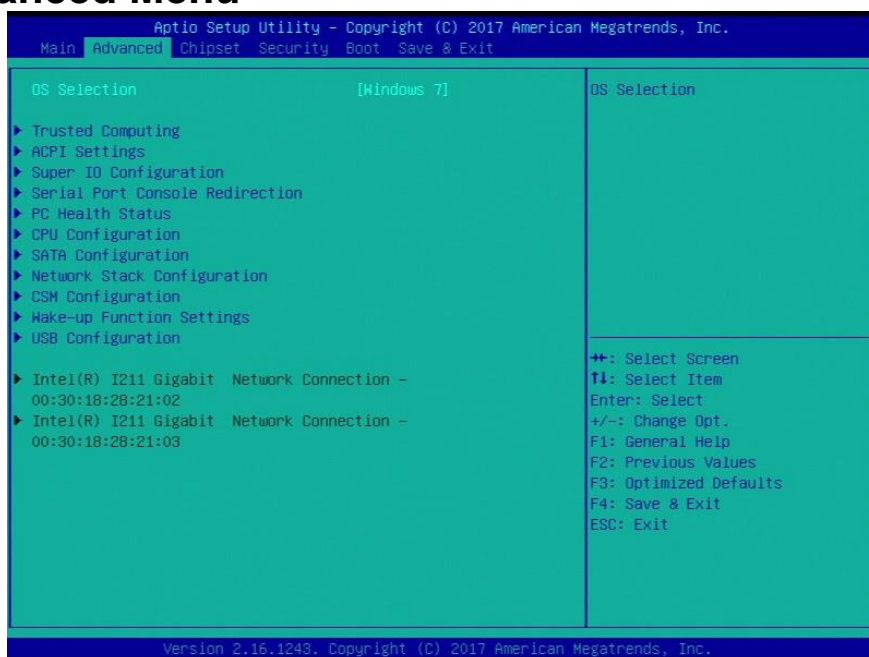 Aptio Setup Utility – Copyright (C) 2017 American Megatrends, Inc.
Main Advanced Chipset Security Boot Save & Exit
OS Selection [Windows 7]
Trusted Computing
ACPI Settings
Super IO Configuration
Serial Port Console Redirection
PC Health Status
CPU Configuration
SATA Configuration
Network Stack Configuration
CSM Configuration
Wake-up Function Settings
USB Configuration
Intel(R) I211 Gigabit Network Connection –
00:30:18:28:21:02
Intel(R) I211 Gigabit Network Connection –
00:30:18:28:21:03
OS Selection
→←: Select Screen
↑↓: Select Item
Enter: Select
+/-: Change Opt.
F1: General Help
F2: Previous Values
F3: Optimized Defaults
F4: Save & Exit
ESC: Exit
Version 2.16.1243. Copyright (C) 2017 American Megatrends, Inc.